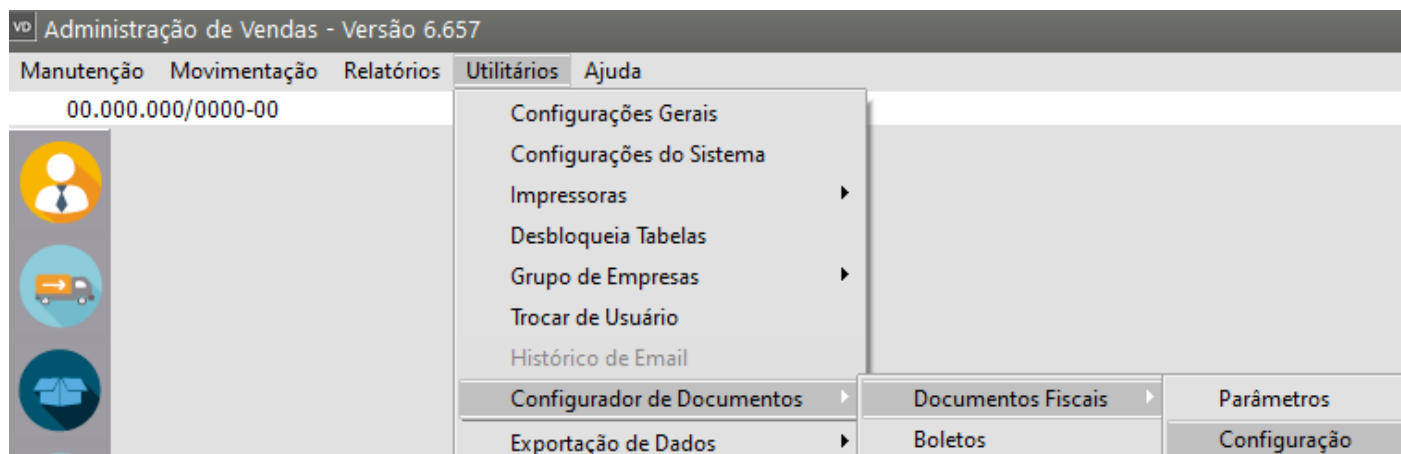 VD Administração de Vendas - Versão 6.657
Manutenção Movimentação Relatórios Utilitários Ajuda
00.000.000/0000-00
Configurações Gerais
Configurações do Sistema
Impressoras
Desbloqueia Tabelas
Grupo de Empresas
Trocar de Usuário
Histórico de Email
Configurador de Documentos Documentos Fiscais Parâmetros
Exportação de Dados Boletos Configuração